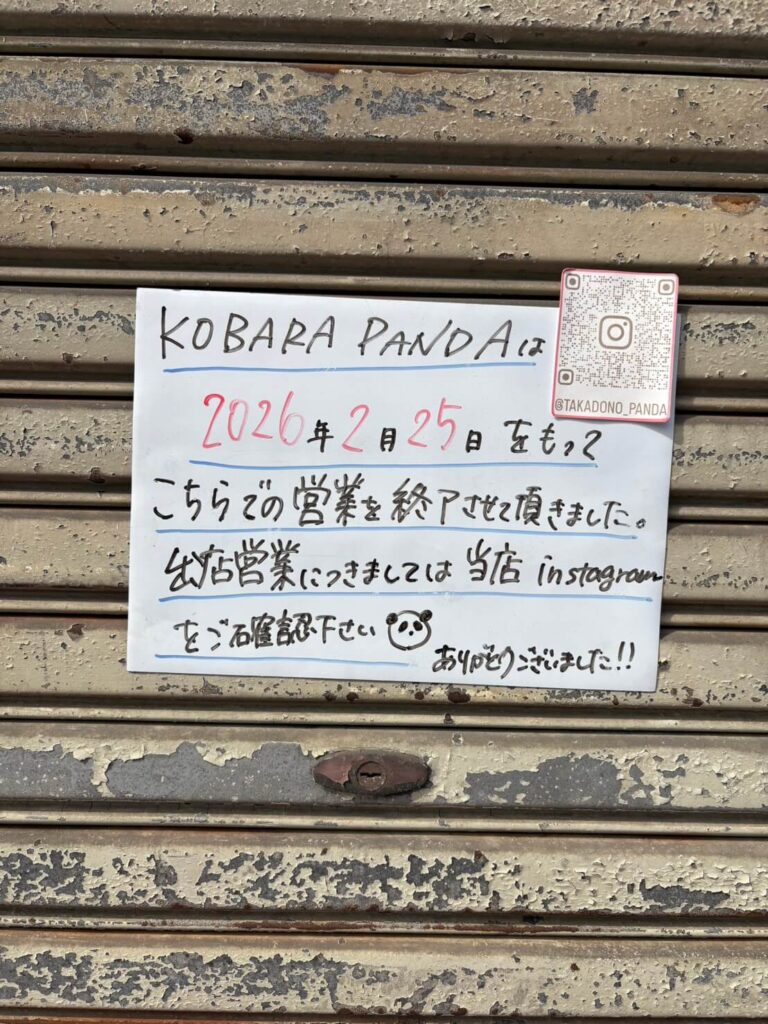 KOBARA PANDAは
2026年2月25日 をもって
こちらでの営業を終了させて頂きました。
出店営業につきましては 当店 instagram
をご確認下さい
ありがとうございました!!
@TAKADONO_PANDA